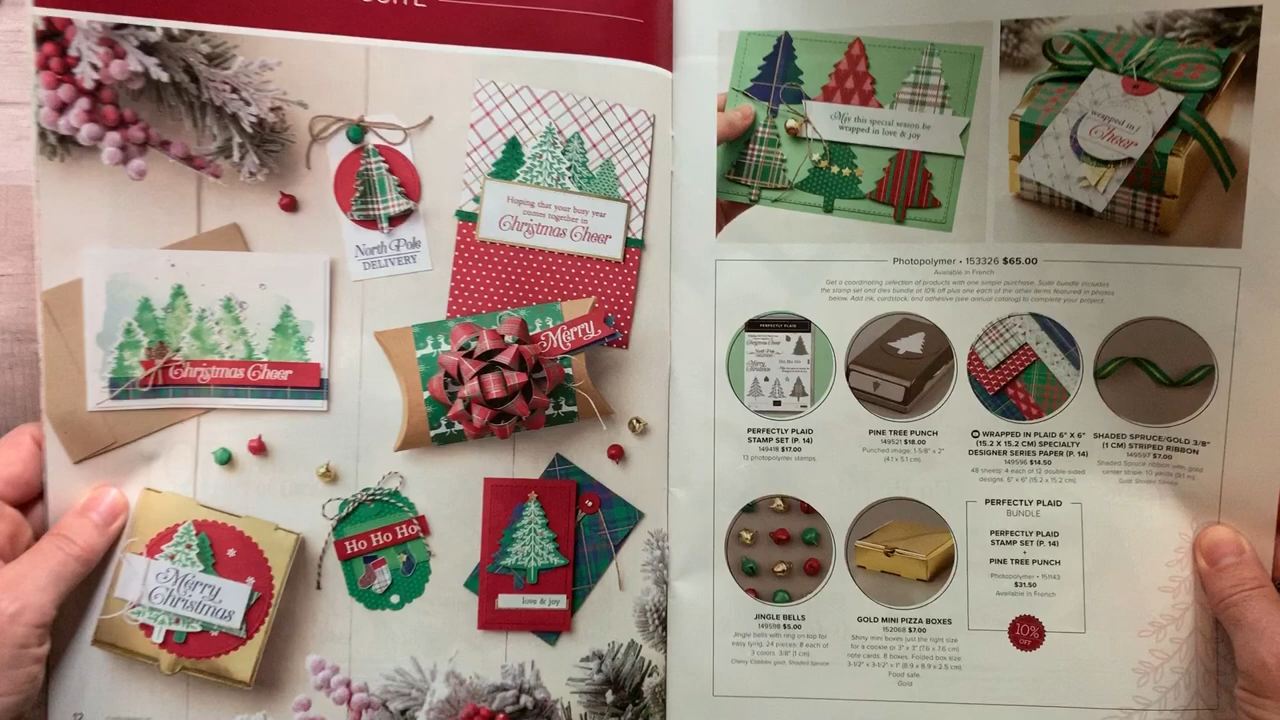 North Pole
DELIVERY
Hoping that your busy year
comes together in
Christmas Cheer
Christmas Cheer
Merry
Merry
Christmas
Ho Ho Ho!
love & joy
12
May this special season be
wrapped in love & joy
wrapped in
Cheer
Photopolymer • 153326 $65.00
Available in French
Get a coordinating collection of products with one simple purchase. Suite bundle includes
the stamp set and dies bundle at 10% off plus one each of the other items featured in photos
below. Add ink, cardstock, and adhesive (see annual catalog) to complete your project.
PERFECTLY PLAID
PERFECTLY PLAID
STAMP SET (P. 14)
149418 $17.00
13 photopolymer stamps.
PINE TREE PUNCH
149521 $18.00
Punched image: 1-5/8" x 2"
(4.1 x 5.1 cm).
WRAPPED IN PLAID 6" X 6"
(15.2 X 15.2 CM) SPECIALTY
DESIGNER SERIES PAPER (P. 14)
149596 $14.50
48 sheets: 4 each of 12 double-sided
designs. 6" x 6" (15.2 x 15.2 cm).
SHADED SPRUCE/GOLD 3/8"
(1 CM) STRIPED RIBBON
149597 $7.00
Shaded Spruce ribbon with gold
center stripe. 10 yards (9.1 m).
Gold, Shaded Spruce
JINGLE BELLS
149598 $5.00
Jingle bells with ring on top for
easy tying. 24 pieces: 8 each of
3 colors. 3/8" (1 cm).
Cherry Cobbler, gold, Shaded Spruce
GOLD MINI PIZZA BOXES
152068 $7.00
Shiny mini boxes just the right size
for a cookie or 3" x 3" (7.6 x 7.6 cm)
note cards. 8 boxes. Folded box size:
3-1/2" x 3-1/2" x 1" (8.9 x 8.9 x 2.5 cm).
Food safe.
Gold
PERFECTLY PLAID
BUNDLE
PERFECTLY PLAID
STAMP SET (P. 14)
+
PINE TREE PUNCH
Photopolymer • 151143
$31.50
Available in French
10%
OFF